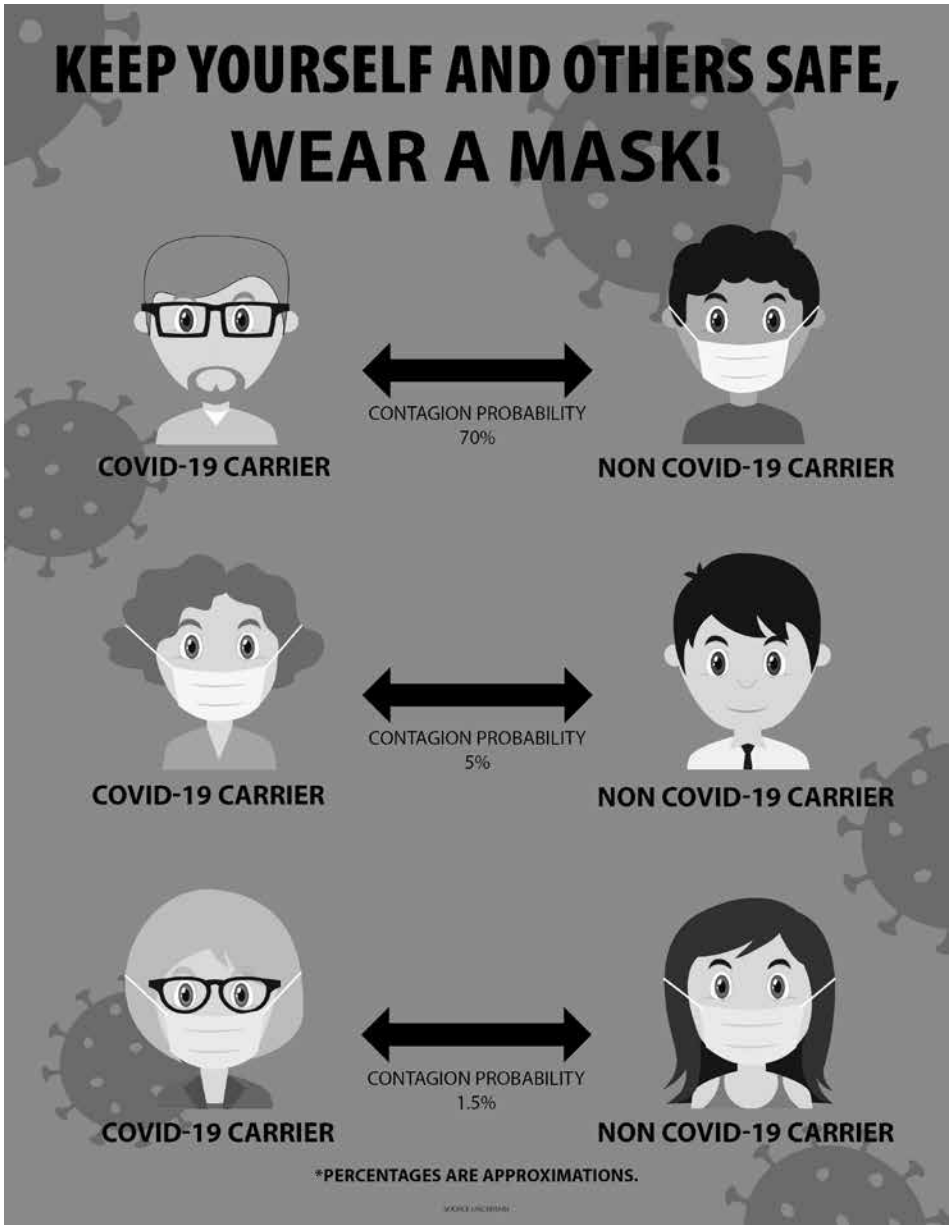 KEEP YOURSELF AND OTHERS SAFE,
WEAR A MASK!
CONTAGION PROBABILITY
70%
COVID-19 CARRIER
NON COVID-19 CARRIER
CONTAGION PROBABILITY
5%
COVID-19 CARRIER
NON COVID-19 CARRIER
CONTAGION PROBABILITY
1.5%
COVID-19 CARRIER
NON COVID-19 CARRIER
*PERCENTAGES ARE APPROXIMATIONS.